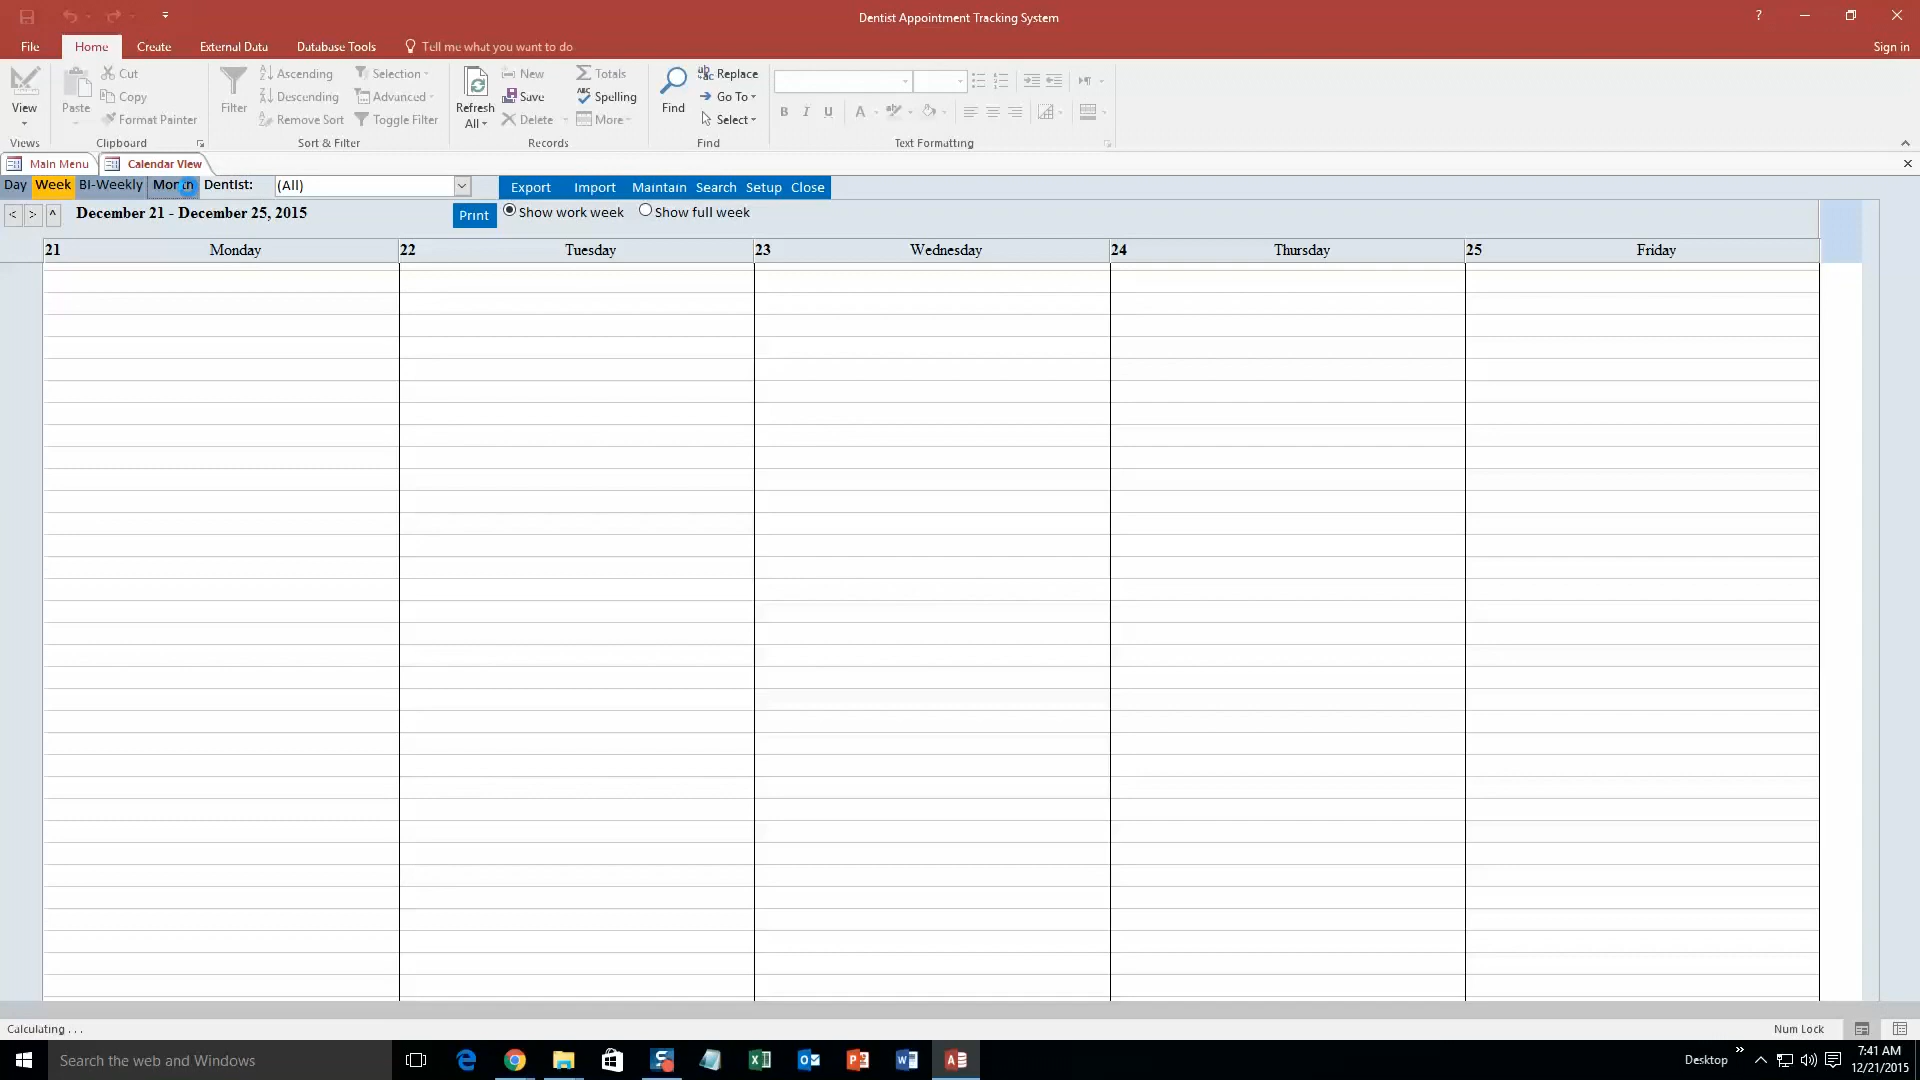 Dentist Appointment Tracking System
?
File Home Create External Data Database Tools Tell me what you want to do Sign in
View Paste Cut Copy Format Painter Filter Ascending Descending Remove Sort Selection Advanced Toggle Filter Refresh All New Save Delete Totals Spelling More Find Replace Go To Select B I U A
Views Clipboard Sort & Filter Records Find Text Formatting
Main Menu Calendar View
Day Week BI-Weekly Month Dentist: (All) Export Import Maintain Search Setup Close
< > ^ December 21 - December 25, 2015 Print Show work week Show full week
21 Monday 22 Tuesday 23 Wednesday 24 Thursday 25 Friday
Calculating . . . Num Lock
Search the web and Windows Desktop 7:41 AM
12/21/2015